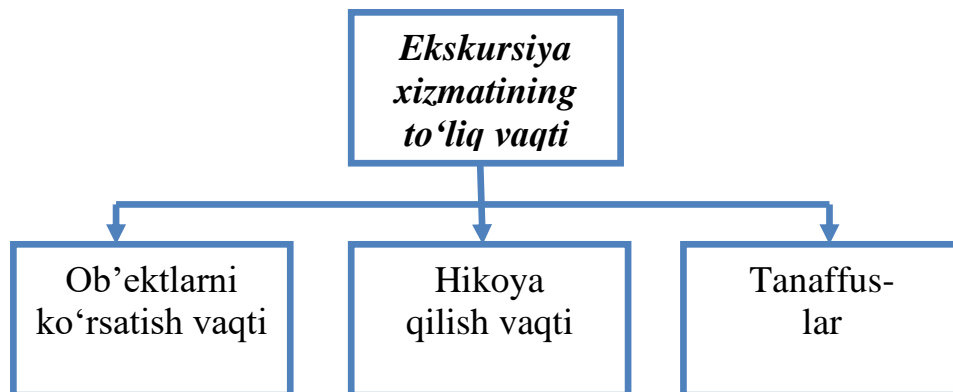 Ekskursiya
xizmatining
to‘liq vaqti
Ob’ektlarni
ko‘rsatish vaqti
Hikoya
qilish vaqti
Tanaffus-
lar